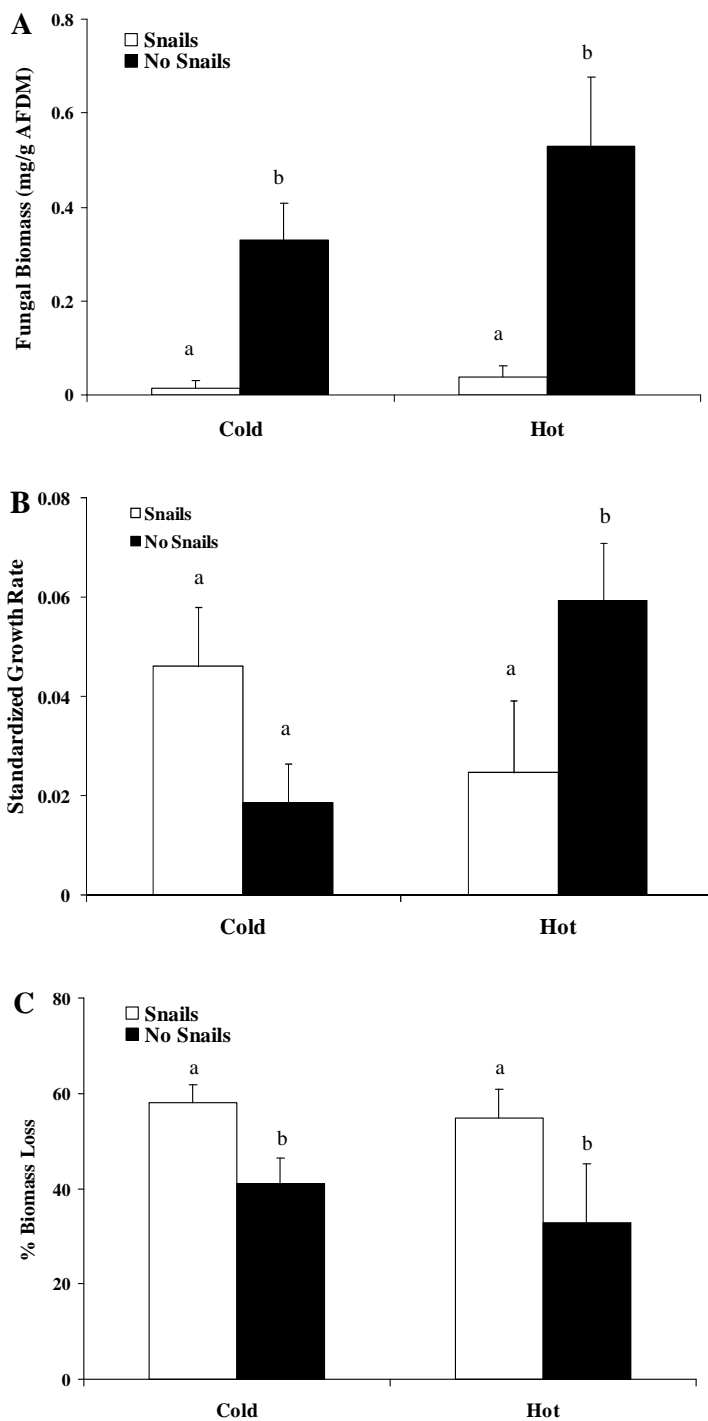 A
Snails
No Snails
Fungal Biomass (mg/g AFDM)
0.8
0.6
0.4
0.2
0
a
b
a
b
Cold
Hot
B
Snails
No Snails
Standardized Growth Rate
0.08
0.06
0.04
0.02
0
a
a
a
b
Cold
Hot
C
Snails
No Snails
% Biomass Loss
80
60
40
20
0
a
b
a
b
Cold
Hot